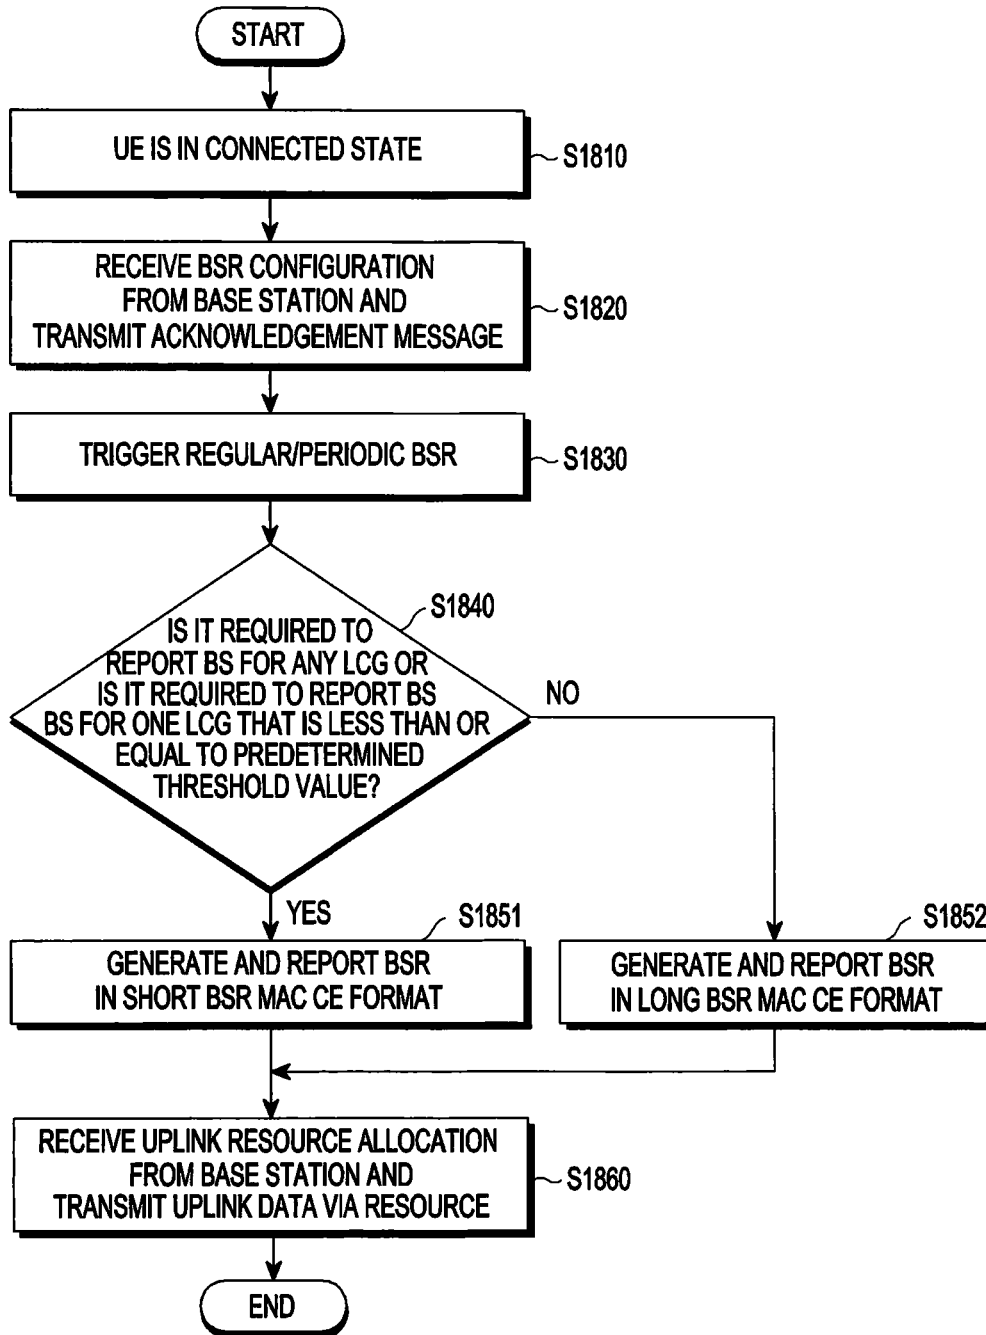 START
UE IS IN CONNECTED STATE
S1810
RECEIVE BSR CONFIGURATION
FROM BASE STATION AND
TRANSMIT ACKNOWLEDGEMENT MESSAGE
S1820
TRIGGER REGULAR/PERIODIC BSR
S1830
S1840
IS IT REQUIRED TO
REPORT BS FOR ANY LCG OR
IS IT REQUIRED TO REPORT BS
BS FOR ONE LCG THAT IS LESS THAN OR
EQUAL TO PREDETERMINED
THRESHOLD VALUE?
NO
YES
S1851
GENERATE AND REPORT BSR
IN SHORT BSR MAC CE FORMAT
S1852
GENERATE AND REPORT BSR
IN LONG BSR MAC CE FORMAT
RECEIVE UPLINK RESOURCE ALLOCATION
FROM BASE STATION AND
TRANSMIT UPLINK DATA VIA RESOURCE
S1860
END